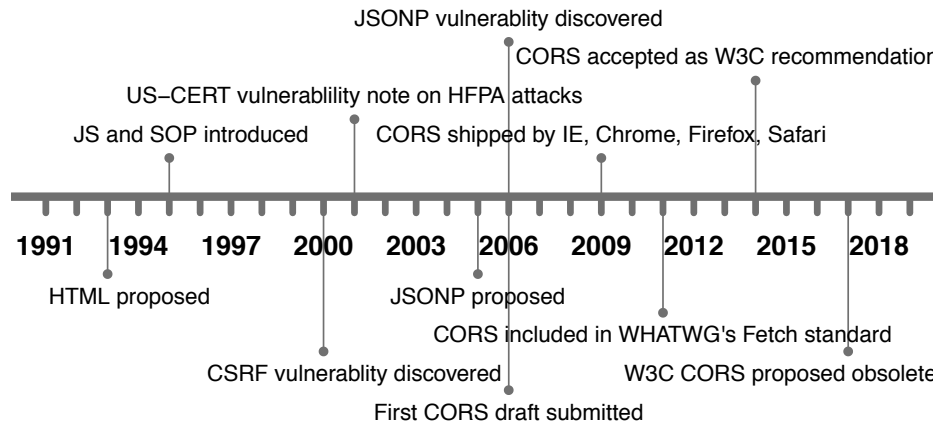 JSONP vulnerablity discovered
CORS accepted as W3C recommendation
US−CERT vulnerablility note on HFPA attacks
JS and SOP introduced
CORS shipped by IE, Chrome, Firefox, Safari
1991 1994 1997 2000 2003 2006 2009 2012 2015 2018
HTML proposed
JSONP proposed
CORS included in WHATWG's Fetch standard
CSRF vulnerablity discovered
W3C CORS proposed obsolete
First CORS draft submitted